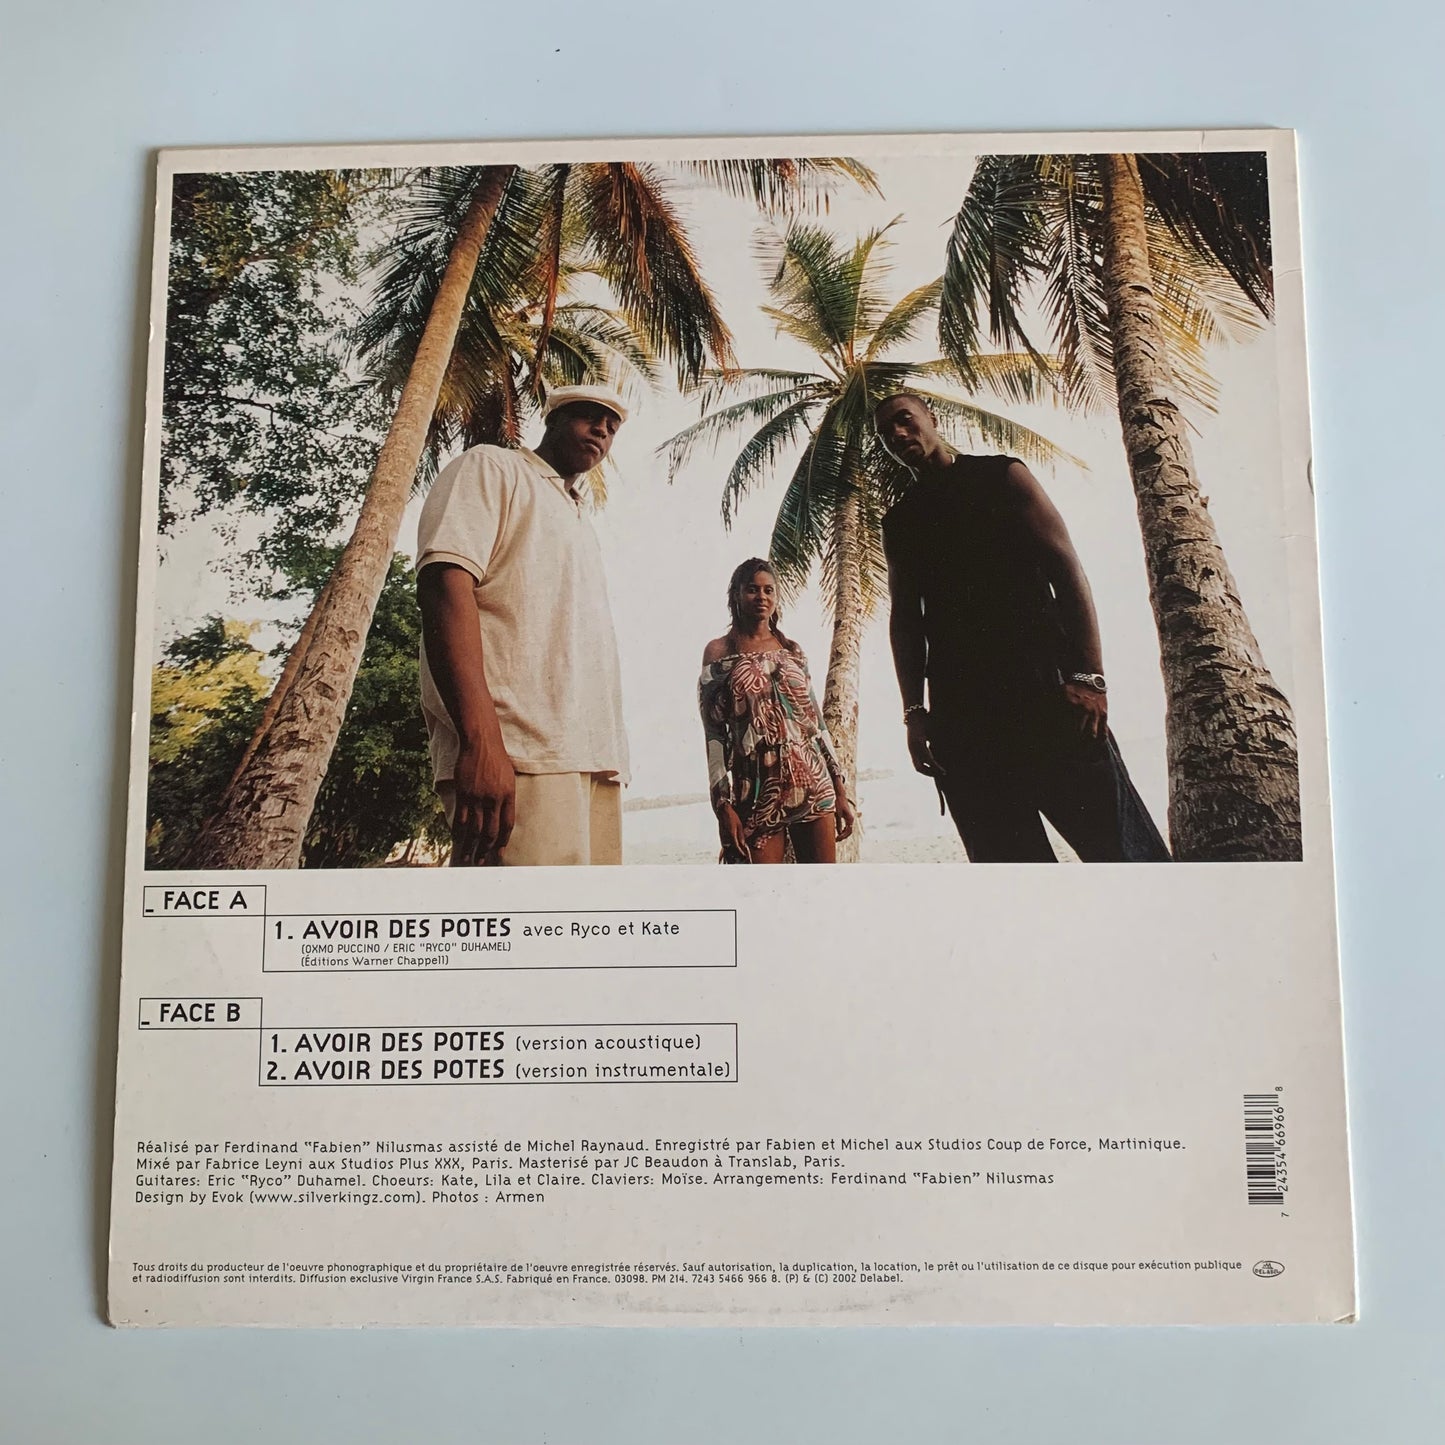 _ FACE A
1. AVOIR DES POTES avec Ryco et Kate
(OXMO PUCCINO / ERIC "RYCO" DUHAMEL)
(Éditions Warner Chappell)
_ FACE B
1. AVOIR DES POTES (version acoustique)
2. AVOIR DES POTES (version instrumentale)
Réalisé par Ferdinand "Fabien" Nilusmas assisté de Michel Raynaud. Enregistré par Fabien et Michel aux Studios Coup de Force, Martinique.
Mixé par Fabrice Leyni aux Studios Plus XXX, Paris. Masterisé par JC Beaudon à Translab, Paris.
Guitares: Eric "Ryco" Duhamel. Choeurs: Kate, Lila et Claire. Claviers: Moïse. Arrangements: Ferdinand "Fabien" Nilusmas
Design by Evok (www.silverkingz.com). Photos : Armen
7 24354 66966 8
Tous droits du producteur de l'oeuvre phonographique et du propriétaire de l'oeuvre enregistrée réservés. Sauf autorisation, la duplication, la location, le prêt ou l'utilisation de ce disque pour exécution publique
et radiodiffusion sont interdits. Diffusion exclusive Virgin France S.A.S. Fabriqué en France. 03098. PM 214. 7243 5466 966 8. (P) & (C) 2002 Delabel.
DELABEL